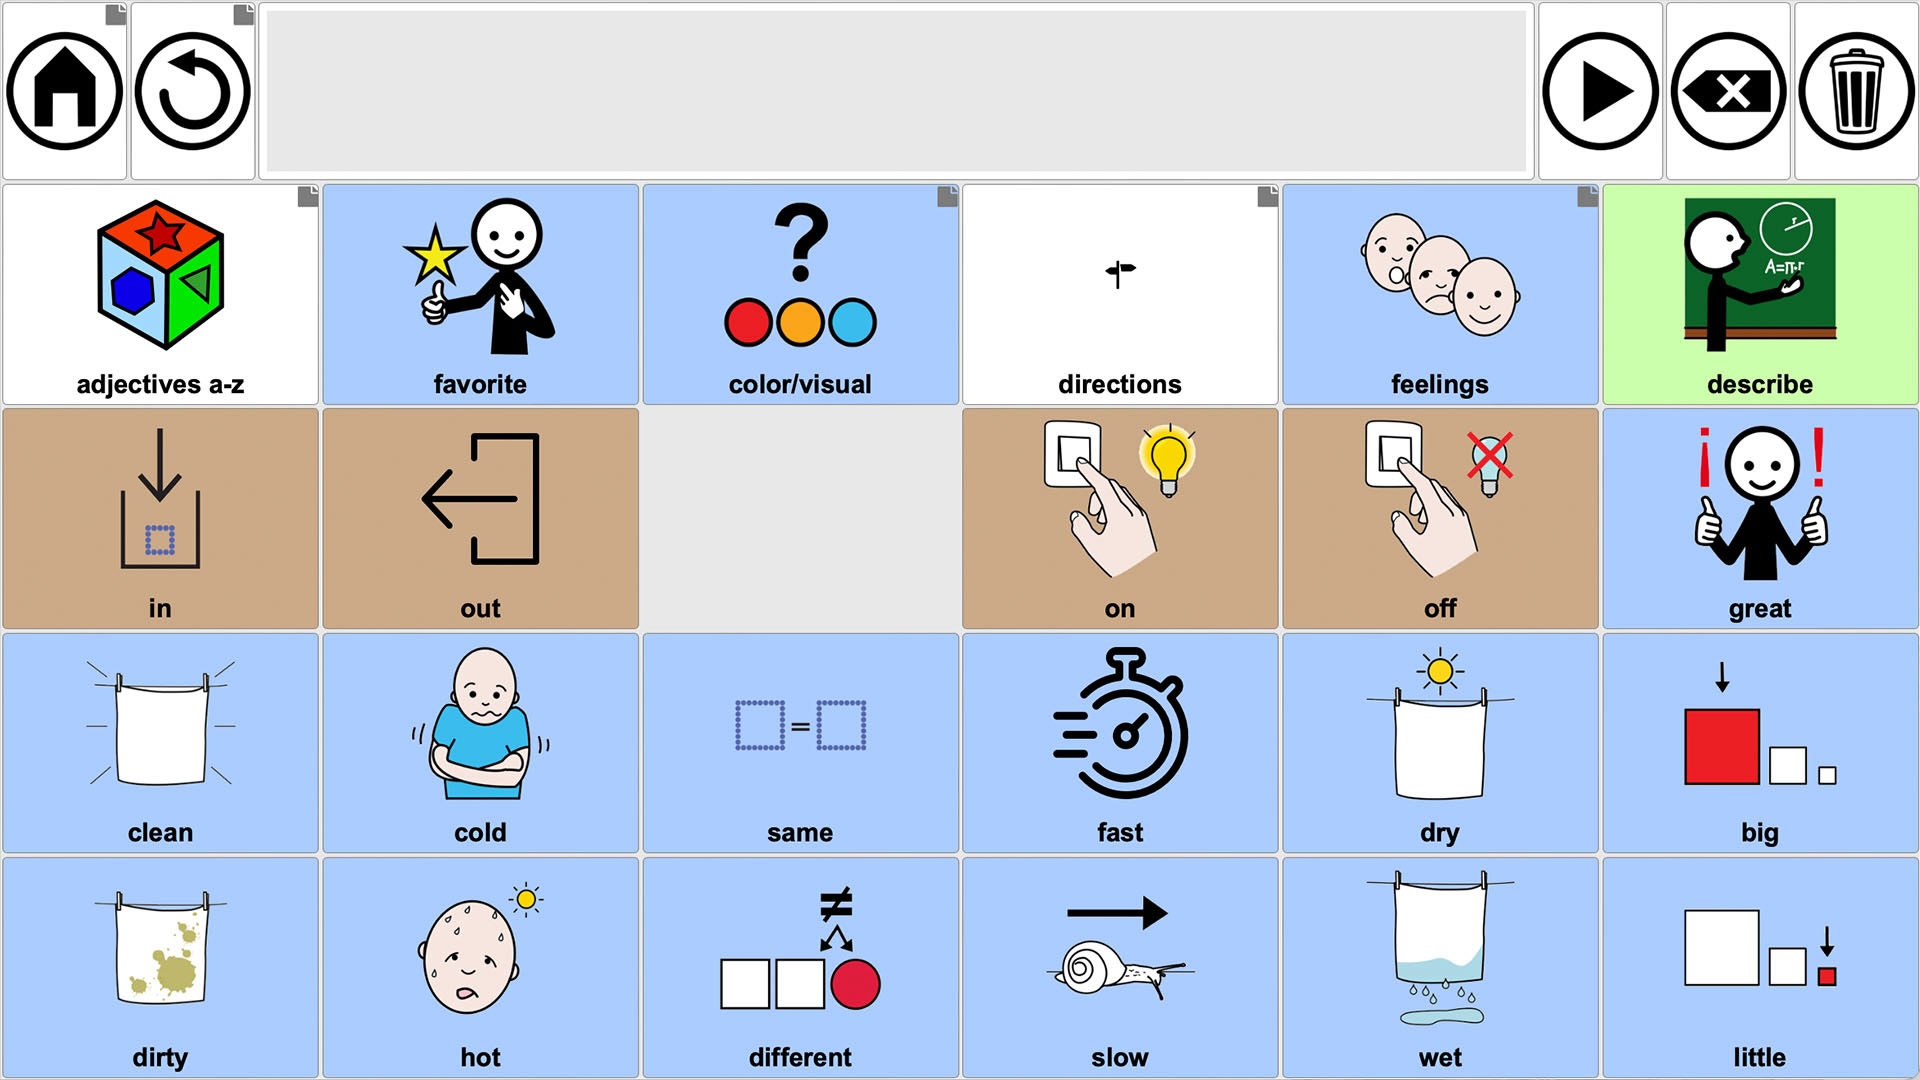 adjectives a-z
favorite
color/visual
directions
feelings
A=π·r
describe
in
out
on
off
great
clean
cold
same
fast
dry
big
dirty
hot
different
slow
wet
little